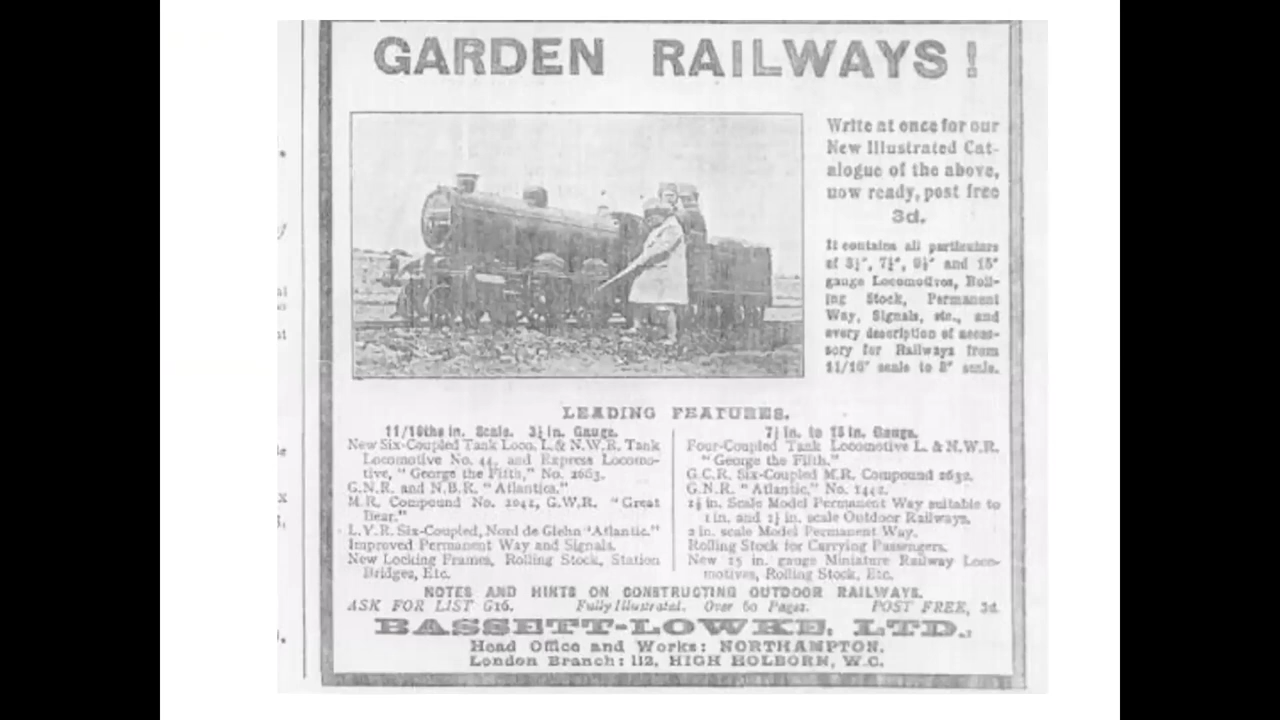 GARDEN RAILWAYS!
Write at once for our
New Illustrated Cat-
alogue of the above,
now ready, post free
3d.
It contains all particulars
of 3½", 7¼", 9½" and 15"
gauge Locomotives, Roll-
ing Stock, Permanent
Way, Signals, etc., and
every description of acces-
sory for Railways from
11/16" scale to 3" scale.
LEADING FEATURES.
11/16ths in. Scale. 3½ in. Gauge.
New Six-Coupled Tank Loco, L. & N.W.R. Tank
Locomotive No. 44, and Express Locomo-
tive, "George the Fifth," No. 2663.
G.N.R. and N.B.R. "Atlantics."
M.R. Compound No. 1042, G.W.R. "Great
Bear."
L.Y.R. Six-Coupled, Nord de Glehn "Atlantic."
Improved Permanent Way and Signals.
New Locking Frames, Rolling Stock, Station
Bridges, Etc.
7¼ in. to 15 in. Gauge.
Four-Coupled Tank Locomotive L. & N.W.R.
"George the Fifth."
G.C.R. Six-Coupled M.R. Compound
G.N.R. "Atlantic," No. 1442.
in. Scale Model Permanent Way suitable to
1 in. and 1½ in. scale Outdoor Railways.
2 in. scale Model Permanent Way.
Rolling Stock for Carrying Passengers.
New 15 in. gauge Miniature Railway Loco-
motives, Rolling Stock, Etc.
NOTES AND HINTS ON CONSTRUCTING OUTDOOR RAILWAYS.
ASK FOR LIST G16. Fully Illustrated. Over 60 Pages. POST FREE, 3d.
BASSETT-LOWKE, LTD.,
Head Office and Works: NORTHAMPTON.
London Branch: 112, HIGH HOLBORN, W.C.